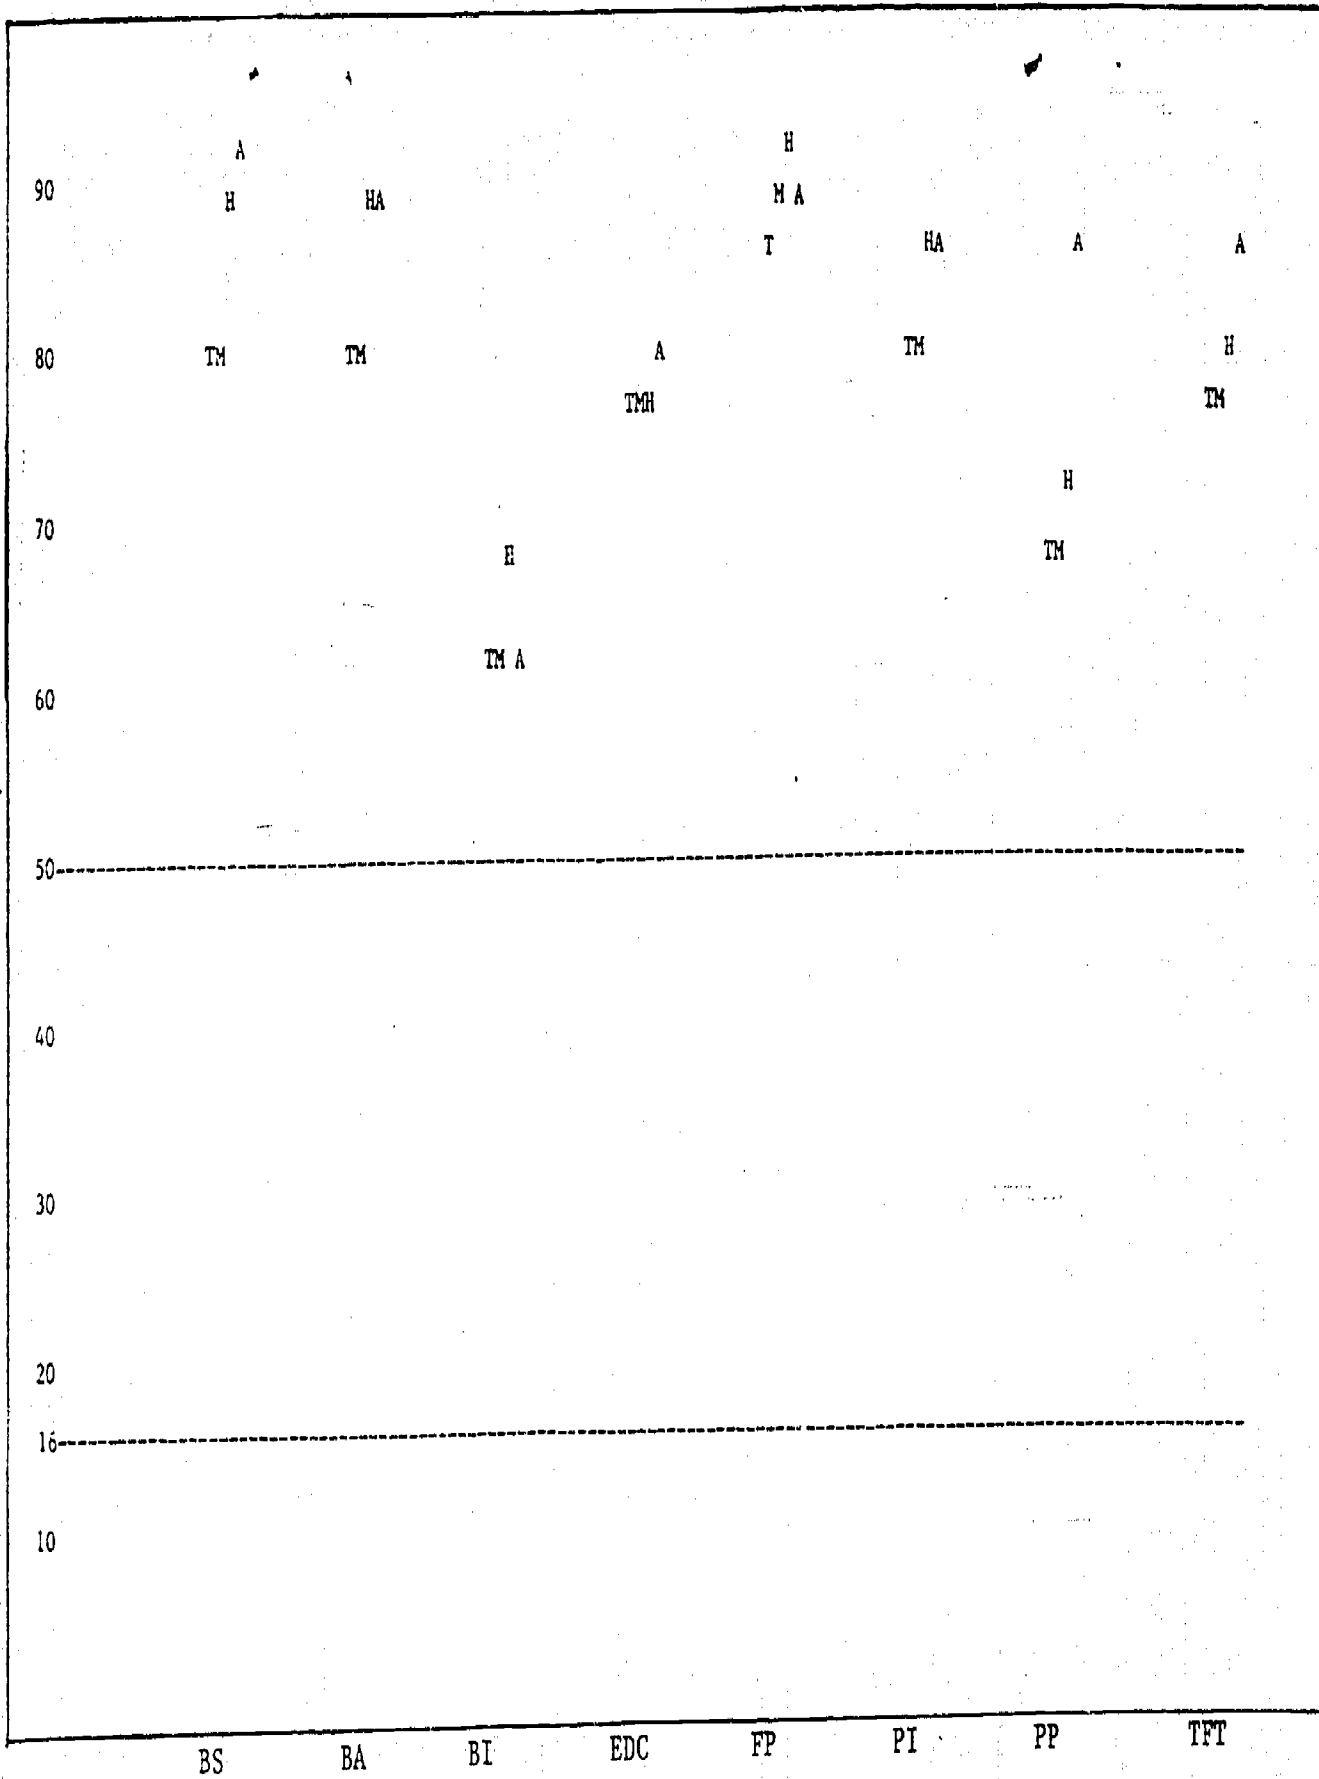 A H
90 H HA M A
T HA A A
80 TM TM A TM H
TMH TM
H
70 H TM
TM A
60
50
40
30
20
16
10
BS BA BI EDC FP PI PP TFT